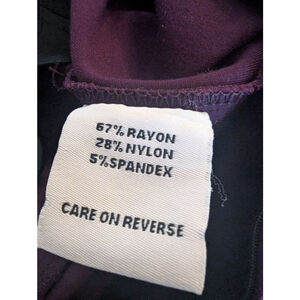 67% RAYON
28% NYLON
5% SPANDEX
CARE ON REVERSE